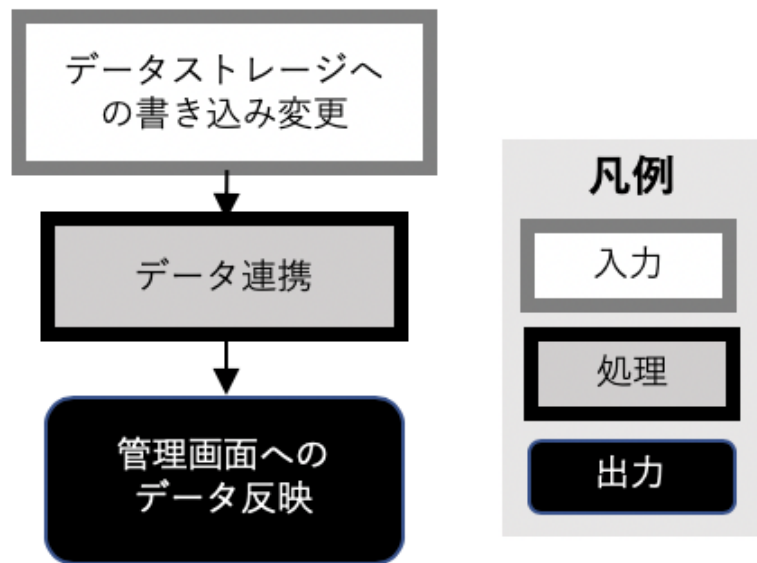 データストレージへ
の書き込み変更
データ連携
管理画面への
データ反映
凡例
入力
処理
出力